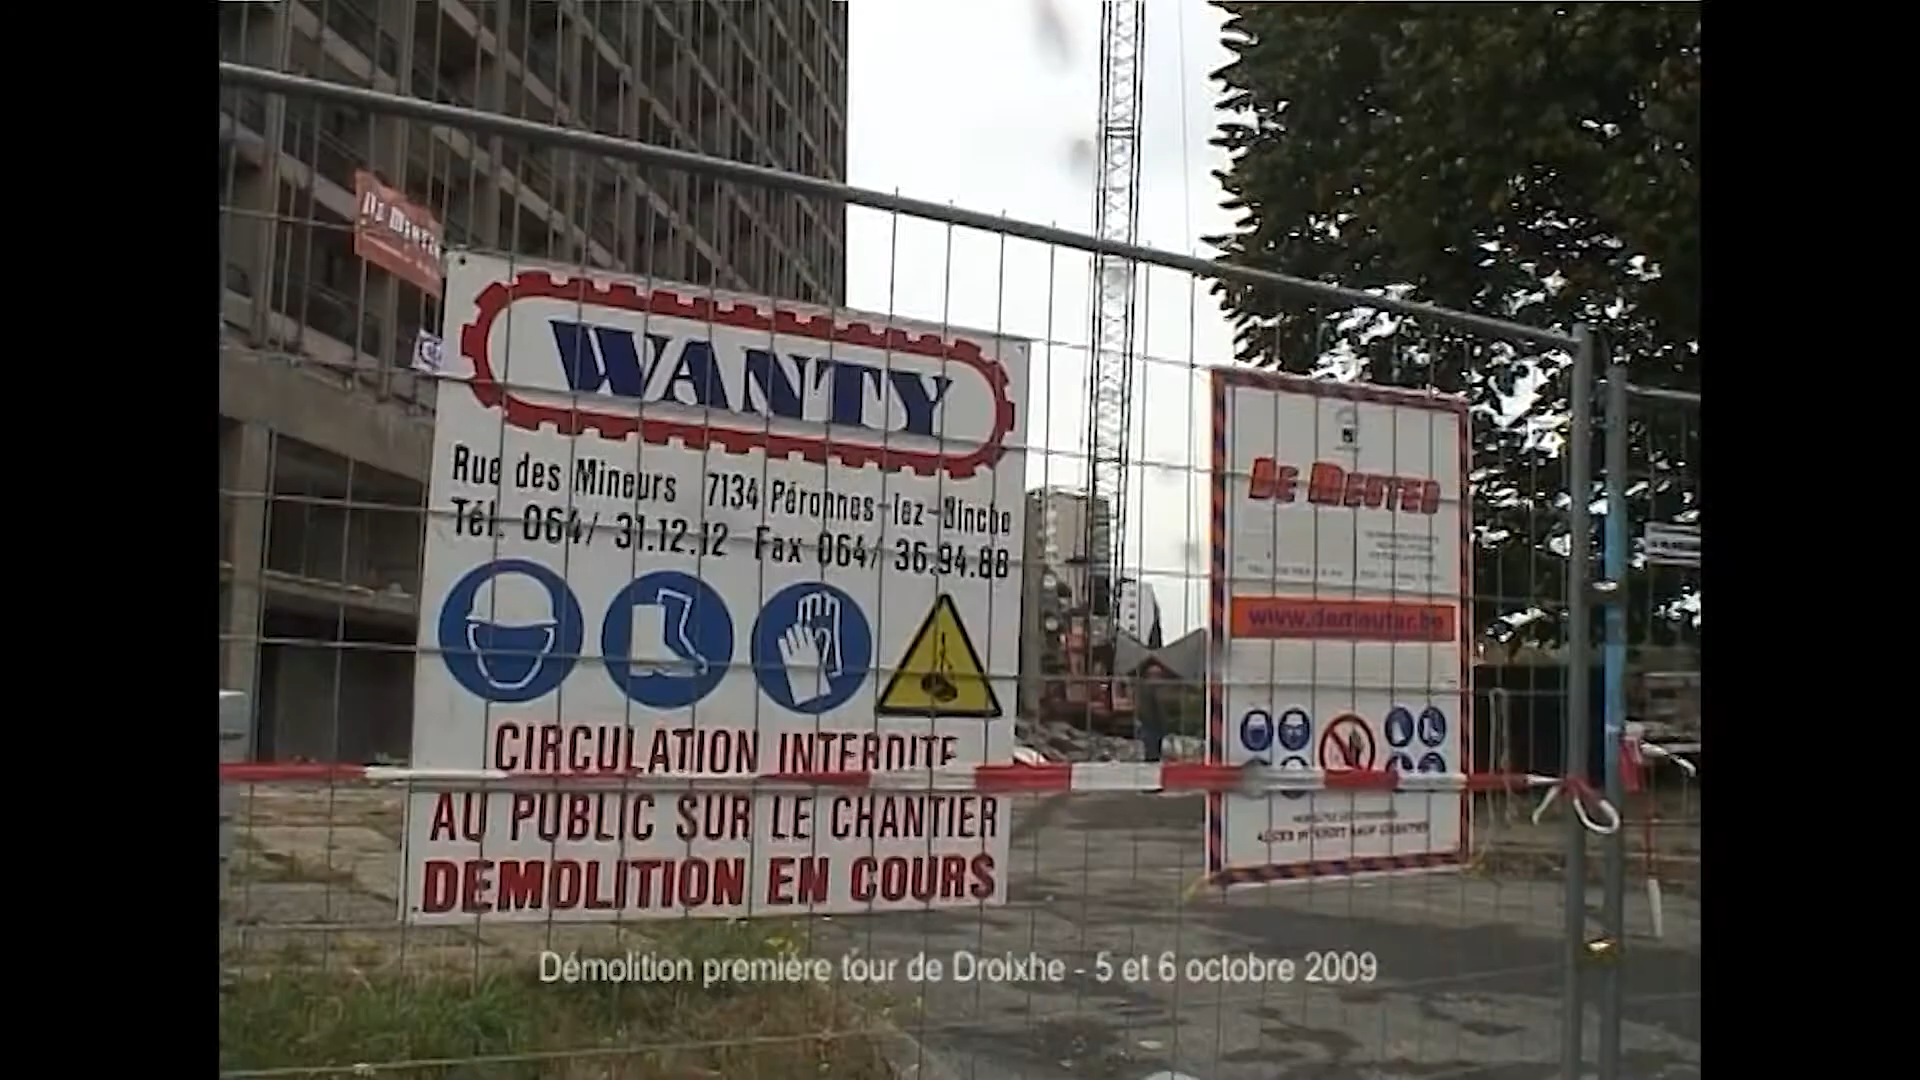 WANTY
Rue des Mineurs 7134 Péronnes-lez-Binche
Tél. 064/ 31.12.12 Fax 064/ 36.94.88
CIRCULATION INTERDITE
AU PUBLIC SUR LE CHANTIER
DEMOLITION EN COURS
De Meuter
www.demeuter.be
Démolition première tour de Droixhe - 5 et 6 octobre 2009